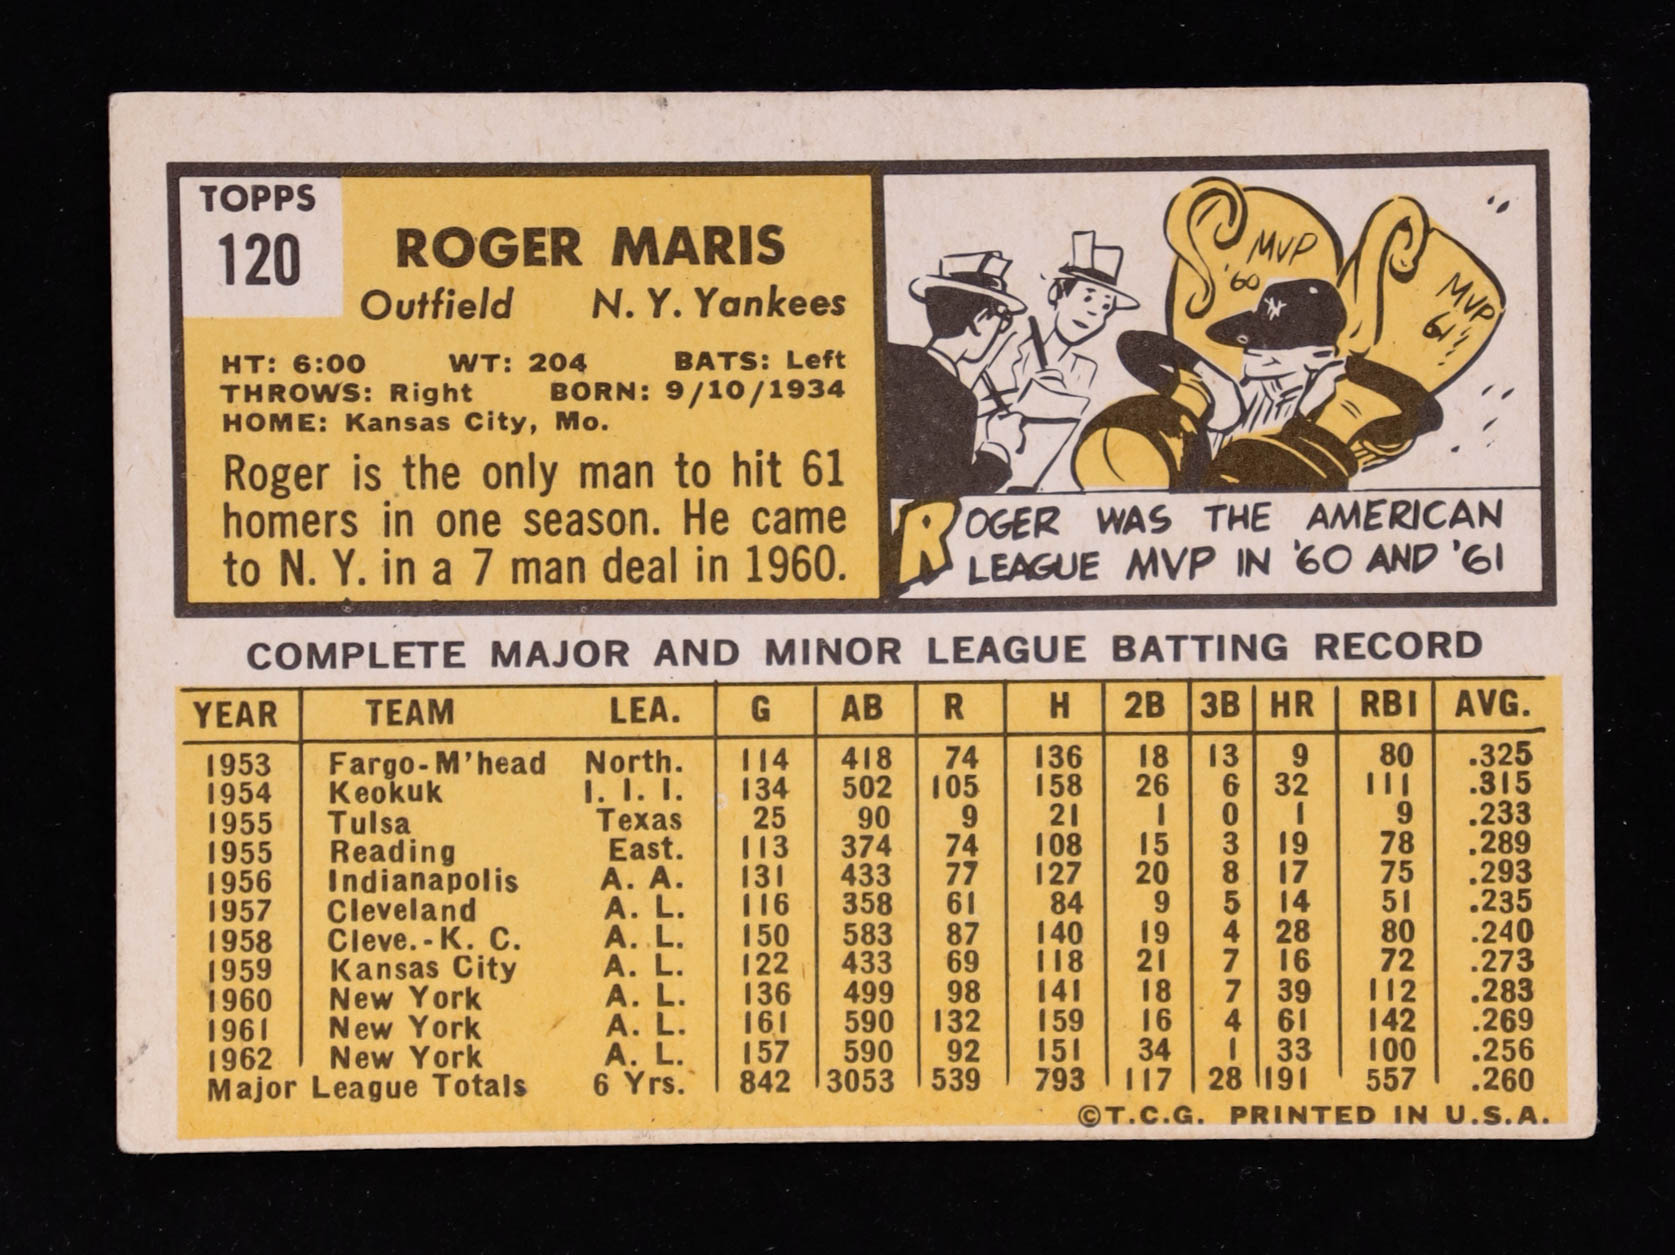 TOPPS
120
ROGER MARIS
Outfield N. Y. Yankees
HT: 6:00 WT: 204 BATS: Left
THROWS: Right BORN: 9/10/1934
HOME: Kansas City, Mo.
Roger is the only man to hit 61
homers in one season. He came
to N. Y. in a 7 man deal in 1960.
MVP
'60
MVP
61
NY
ROGER WAS THE AMERICAN
LEAGUE MVP IN '60 AND '61
COMPLETE MAJOR AND MINOR LEAGUE BATTING RECORD
YEAR TEAM LEA. G AB R H 2B 3B HR RBI AVG.
1953 Fargo-M'head North. 114 418 74 136 18 13 9 80 .325
1954 Keokuk I. I. I. 134 502 105 158 26 6 32 111 .315
1955 Tulsa Texas 25 90 9 21 1 0 1 9 .233
1955 Reading East. 113 374 74 108 15 3 19 78 .289
1956 Indianapolis A. A. 131 433 77 127 20 8 17 75 .293
1957 Cleveland A. L. 116 358 61 84 9 5 14 51 .235
1958 Cleve.-K. C. A. L. 150 583 87 140 19 4 28 80 .240
1959 Kansas City A. L. 122 433 69 118 21 7 16 72 .273
1960 New York A. L. 136 499 98 141 18 7 39 112 .283
1961 New York A. L. 161 590 132 159 16 4 61 142 .269
1962 New York A. L. 157 590 92 151 34 1 33 100 .256
Major League Totals 6 Yrs. 842 3053 539 793 117 28 191 557 .260
©T.C.G. PRINTED IN U.S.A.